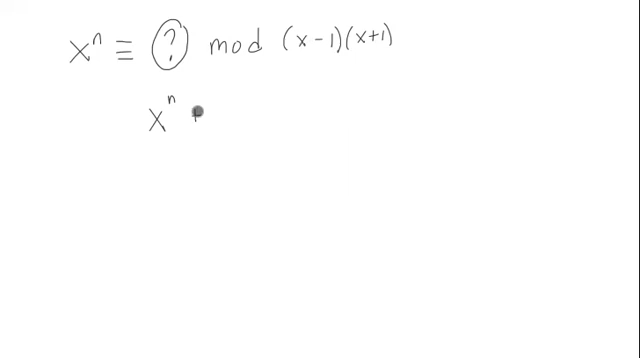 xⁿ ≡ ? mod (x-1)(x+1)
xⁿ